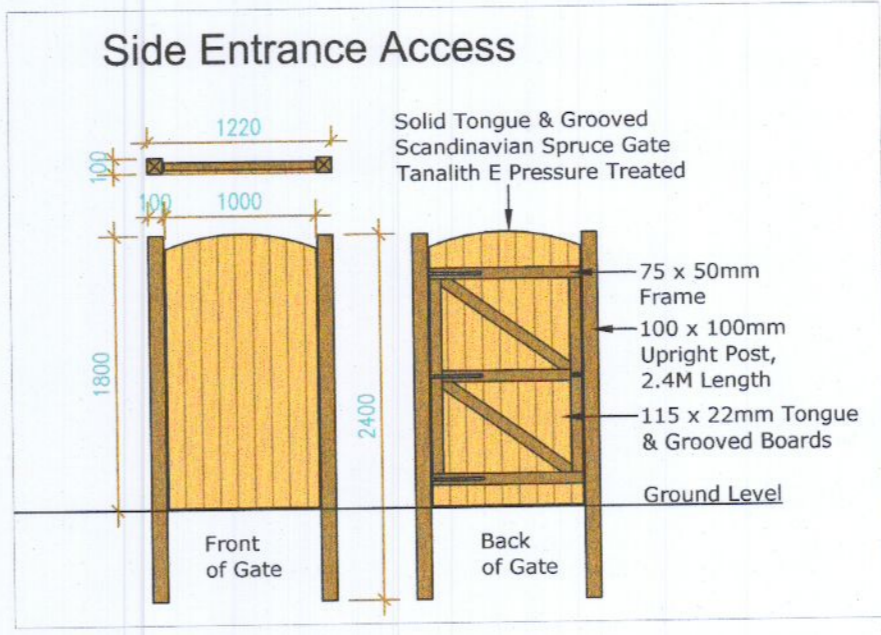 Side Entrance Access
1220
100
100
1000
1800
2400
Solid Tongue & Grooved
Scandinavian Spruce Gate
Tanalith E Pressure Treated
75 x 50mm
Frame
100 x 100mm
Upright Post,
2.4M Length
115 x 22mm Tongue
& Grooved Boards
Ground Level
Front
of Gate
Back
of Gate